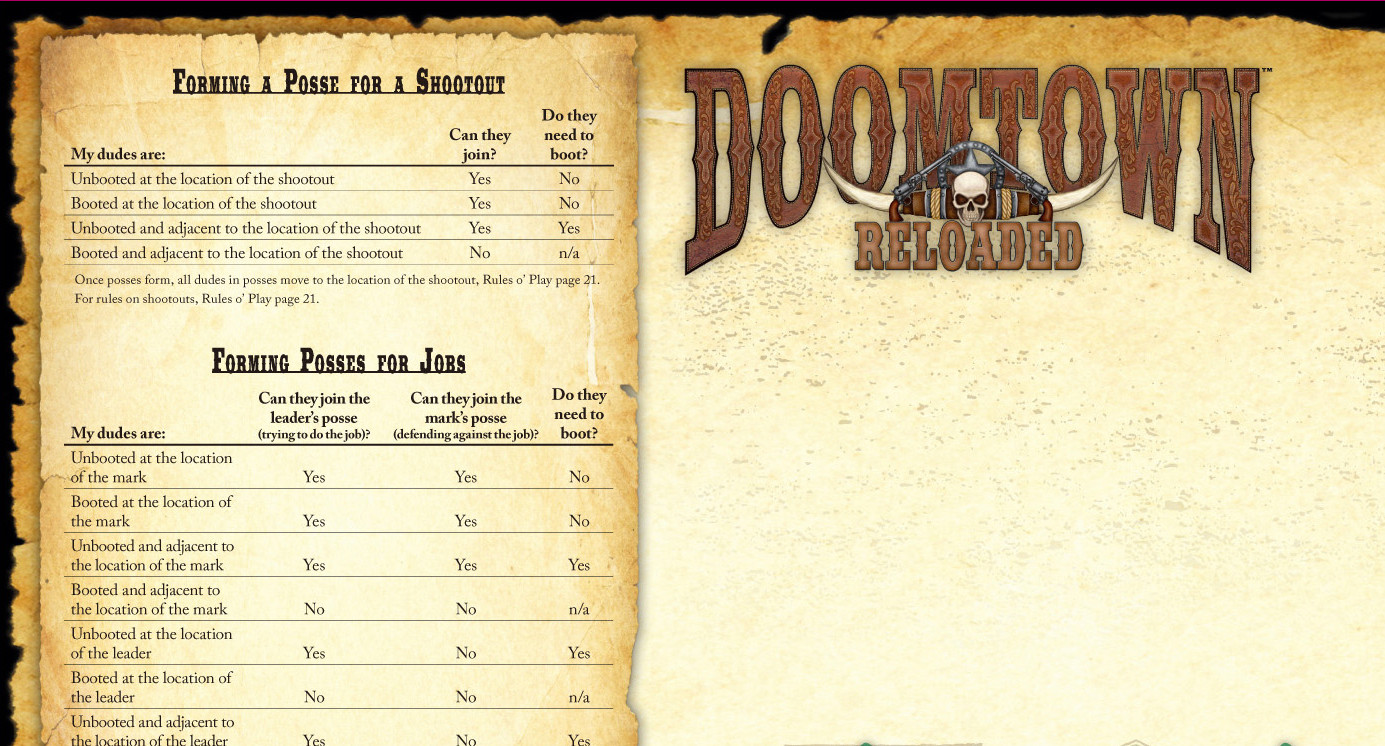 Forming a Posse for a Shootout
Do they
Can they need to
My dudes are: join? boot?
Unbooted at the location of the shootout Yes No
Booted at the location of the shootout Yes No
Unbooted and adjacent to the location of the shootout Yes Yes
Booted and adjacent to the location of the shootout No n/a
Once posses form, all dudes in posses move to the location of the shootout, Rules o' Play page 21.
For rules on shootouts, Rules o' Play page 21.
Forming Posses for Jobs
Can they join the Can they join the Do they
leader's posse mark's posse need to
My dudes are: (trying to do the job)? (defending against the job)? boot?
Unbooted at the location
of the mark Yes Yes No
Booted at the location of
the mark Yes Yes No
Unbooted and adjacent to
the location of the mark Yes Yes Yes
Booted and adjacent to
the location of the mark No No n/a
Unbooted at the location
of the leader Yes No Yes
Booted at the location of
the leader No No n/a
Unbooted and adjacent to
the location of the leader Yes No Yes
DOOMTOWN™
RELOADED